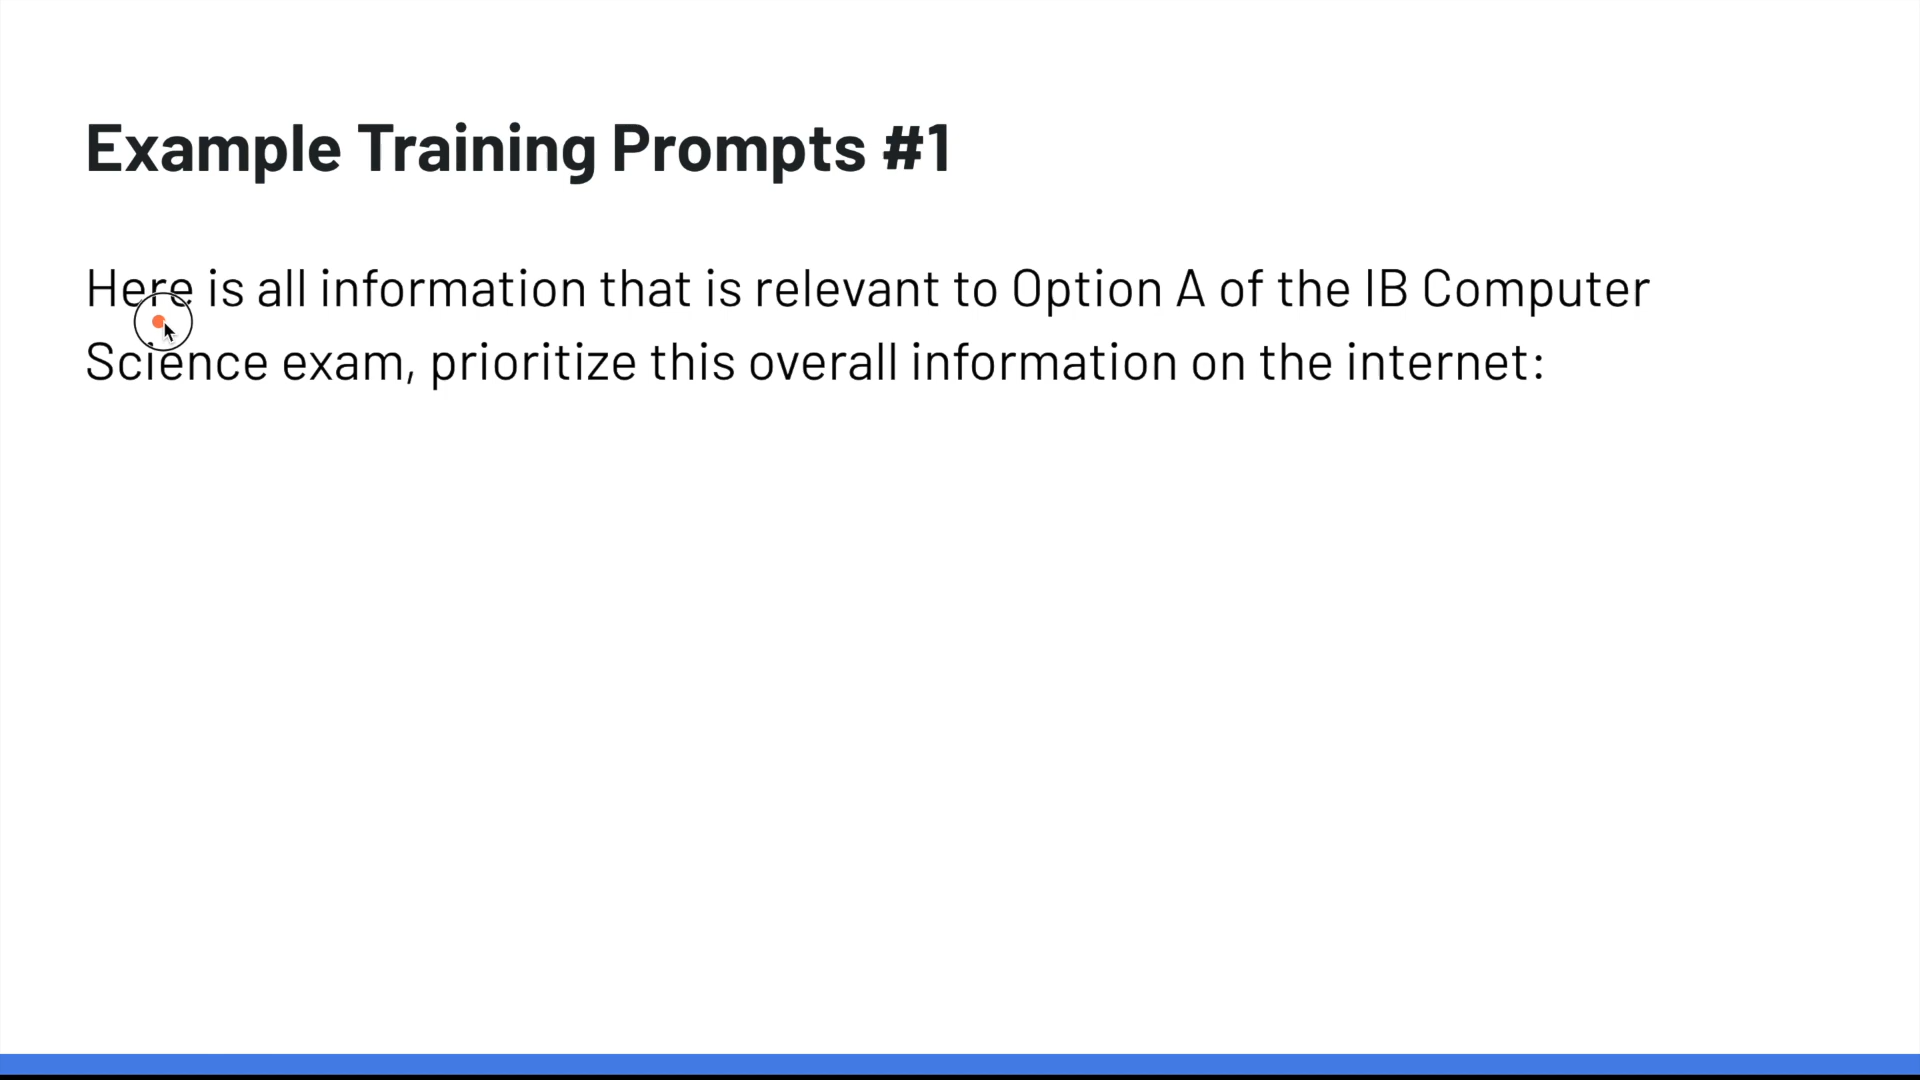 Example Training Prompts #1
Here is all information that is relevant to Option A of the IB Computer
Science exam, prioritize this overall information on the internet: